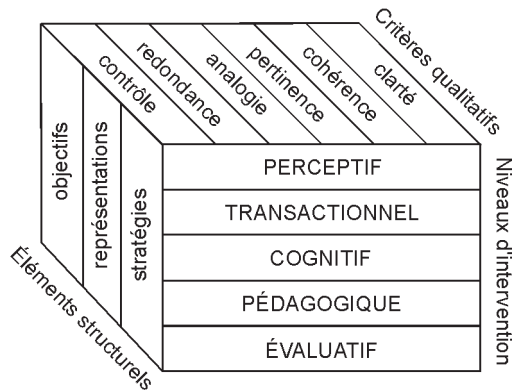 contrôle
redondance
analogie
pertinence
cohérence
clarté
Critères qualitatifs
objectifs
représentations
stratégies
Éléments structurels
PERCEPTIF
TRANSACTIONNEL
COGNITIF
PÉDAGOGIQUE
ÉVALUATIF
Niveaux d'intervention